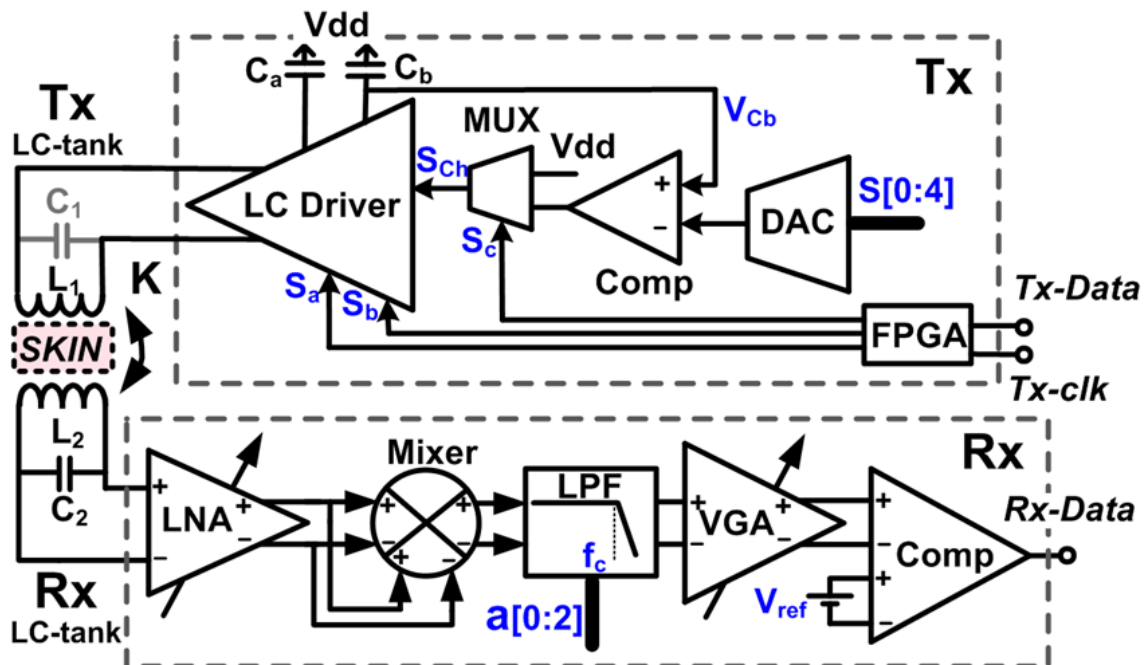 Vdd
Ca
Cb
Tx
Tx
LC-tank
MUX
VCb
Vdd
SCh
S[0:4]
LC Driver
+
−
DAC
C1
Sc
L1
K
Sa
Sb
Comp
Tx-Data
SKIN
FPGA
Tx-clk
L2
C2
Mixer
Rx
+
LNA
+
−
−
+
+
−
−
+
−
LPF
fc
a[0:2]
+
VGA
+
−
−
+
−
Comp
+
−
Vref
Rx-Data
Rx
LC-tank